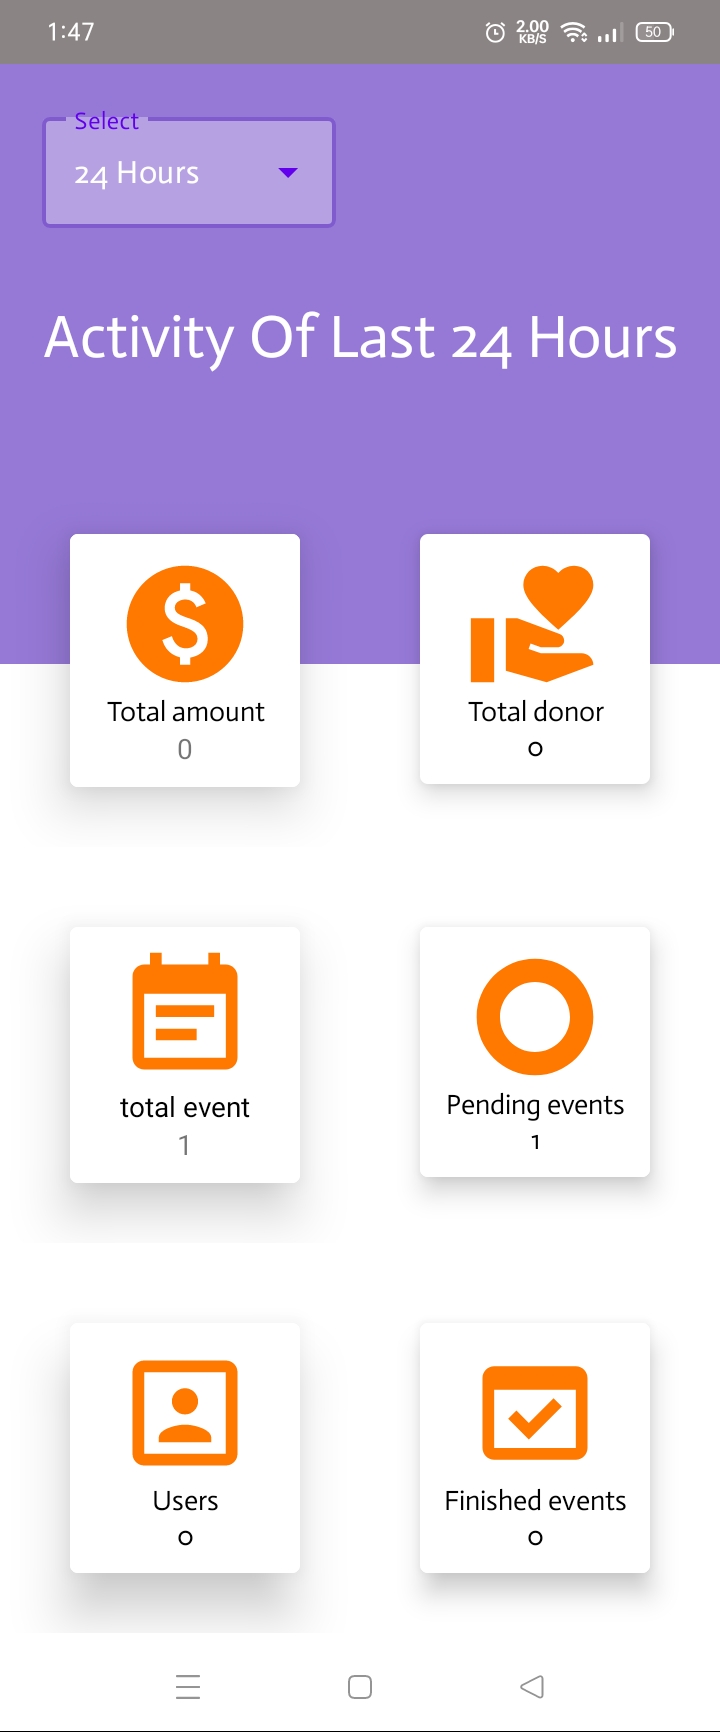 1:47
2.00
KB/S
50
Select
24 Hours
Activity Of Last 24 Hours
$
Total amount
0
Total donor
0
total event
1
Pending events
1
Users
0
Finished events
0